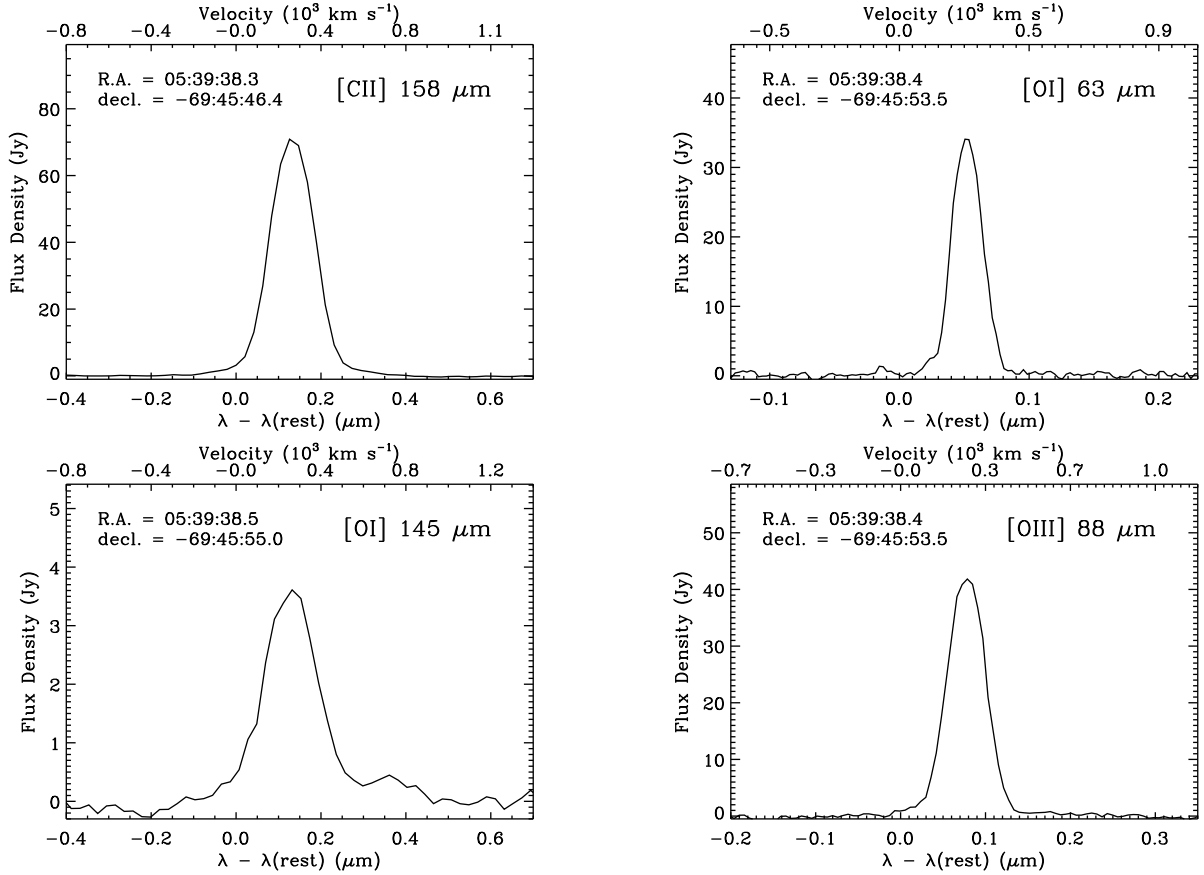 Velocity (10³ km s⁻¹)
−0.8 −0.4 −0.0 0.4 0.8 1.1
R.A. = 05:39:38.3
decl. = −69:45:46.4
[CII] 158 μm
Flux Density (Jy)
80
60
40
20
0
−0.4 −0.2 0.0 0.2 0.4 0.6
λ − λ(rest) (μm)
Velocity (10³ km s⁻¹)
−0.5 0.0 0.5 0.9
R.A. = 05:39:38.4
decl. = −69:45:53.5
[OI] 63 μm
Flux Density (Jy)
40
30
20
10
0
−0.1 0.0 0.1 0.2
λ − λ(rest) (μm)
Velocity (10³ km s⁻¹)
−0.8 −0.4 −0.0 0.4 0.8 1.2
R.A. = 05:39:38.5
decl. = −69:45:55.0
[OI] 145 μm
Flux Density (Jy)
5
4
3
2
1
0
−0.4 −0.2 0.0 0.2 0.4 0.6
λ − λ(rest) (μm)
Velocity (10³ km s⁻¹)
−0.7 −0.3 −0.0 0.3 0.7 1.0
R.A. = 05:39:38.4
decl. = −69:45:53.5
[OIII] 88 μm
Flux Density (Jy)
50
40
30
20
10
0
−0.2 −0.1 0.0 0.1 0.2 0.3
λ − λ(rest) (μm)